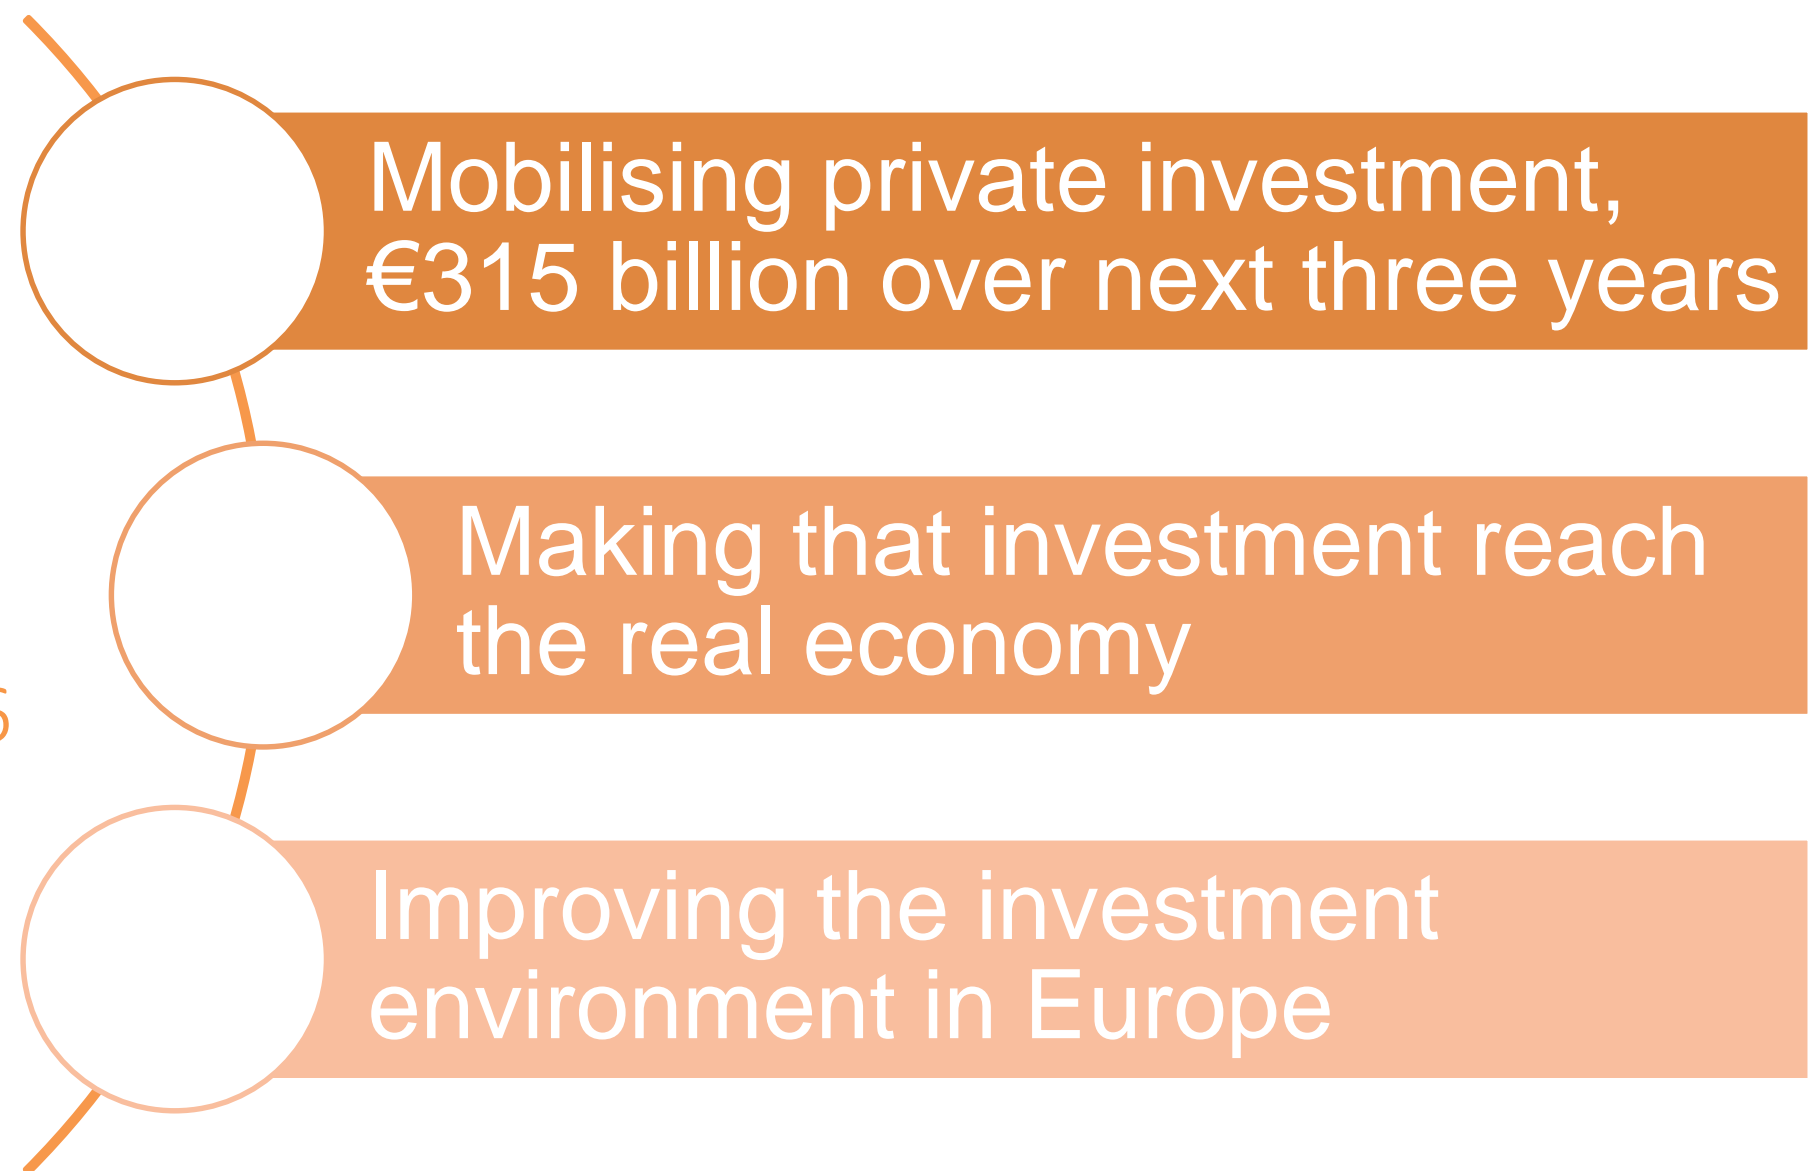 Mobilising private investment,
€315 billion over next three years
Making that investment reach
the real economy
Improving the investment
environment in Europe